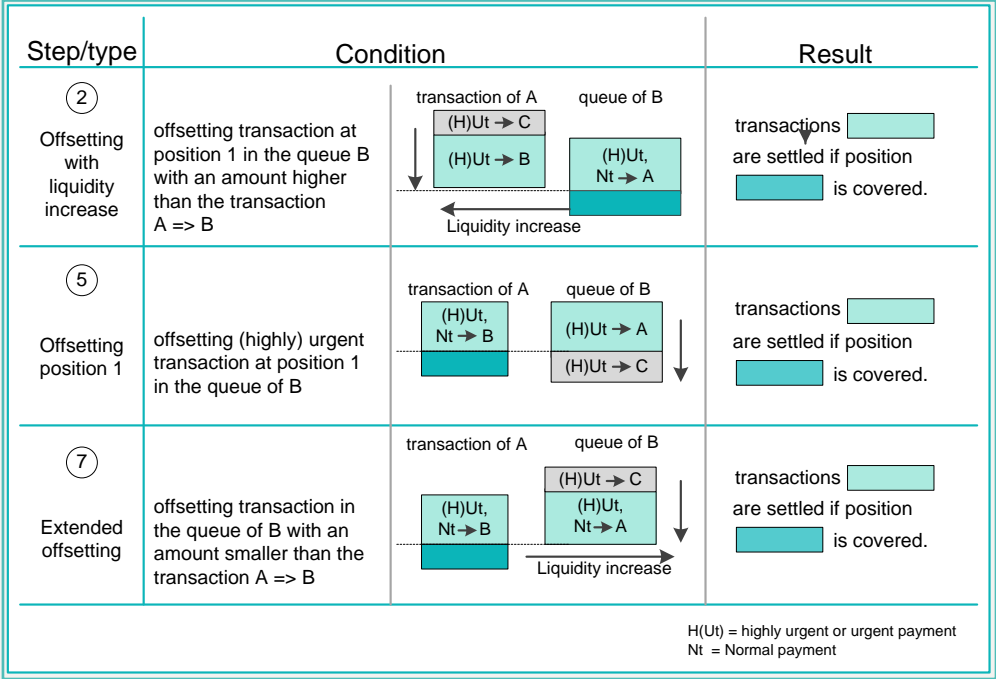 Step/type
Condition
Result
2
Offsetting
with
liquidity
increase
offsetting transaction at
position 1 in the queue B
with an amount higher
than the transaction
A => B
transaction of A
queue of B
(H)Ut → C
(H)Ut → B
(H)Ut,
Nt → A
Liquidity increase
transactions
are settled if position
is covered.
5
Offsetting
position 1
offsetting (highly) urgent
transaction at position 1
in the queue of B
transaction of A
queue of B
(H)Ut,
Nt → B
(H)Ut → A
(H)Ut → C
transactions
are settled if position
is covered.
7
Extended
offsetting
offsetting transaction in
the queue of B with an
amount smaller than the
transaction A => B
transaction of A
queue of B
(H)Ut,
Nt → B
(H)Ut → C
(H)Ut,
Nt → A
Liquidity increase
transactions
are settled if position
is covered.
H(Ut) = highly urgent or urgent payment
Nt = Normal payment